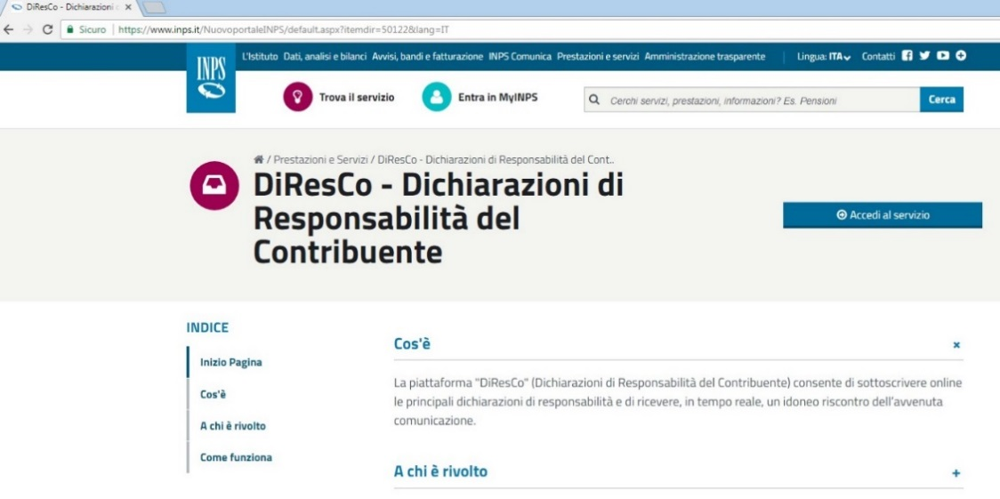 DiResCo - Dichiarazioni
Sicuro | https://www.inps.it/NuovoportaleINPS/default.aspx?itemdir=50122&lang=IT
INPS
L'Istituto Dati, analisi e bilanci Avvisi, bandi e fatturazione INPS Comunica Prestazioni e servizi Amministrazione trasparente
Lingua: ITA Contatti
Trova il servizio
Entra in MyINPS
Cerchi servizi, prestazioni, informazioni? Es. Pensioni
Cerca
/ Prestazioni e Servizi / DiResCo - Dichiarazioni di Responsabilità del Cont..
DiResCo - Dichiarazioni di
Responsabilità del
Contribuente
Accedi al servizio
INDICE
Inizio Pagina
Cos'è
A chi è rivolto
Come funziona
Cos'è
La piattaforma "DiResCo" (Dichiarazioni di Responsabilità del Contribuente) consente di sottoscrivere online
le principali dichiarazioni di responsabilità e di ricevere, in tempo reale, un idoneo riscontro dell'avvenuta
comunicazione.
A chi è rivolto